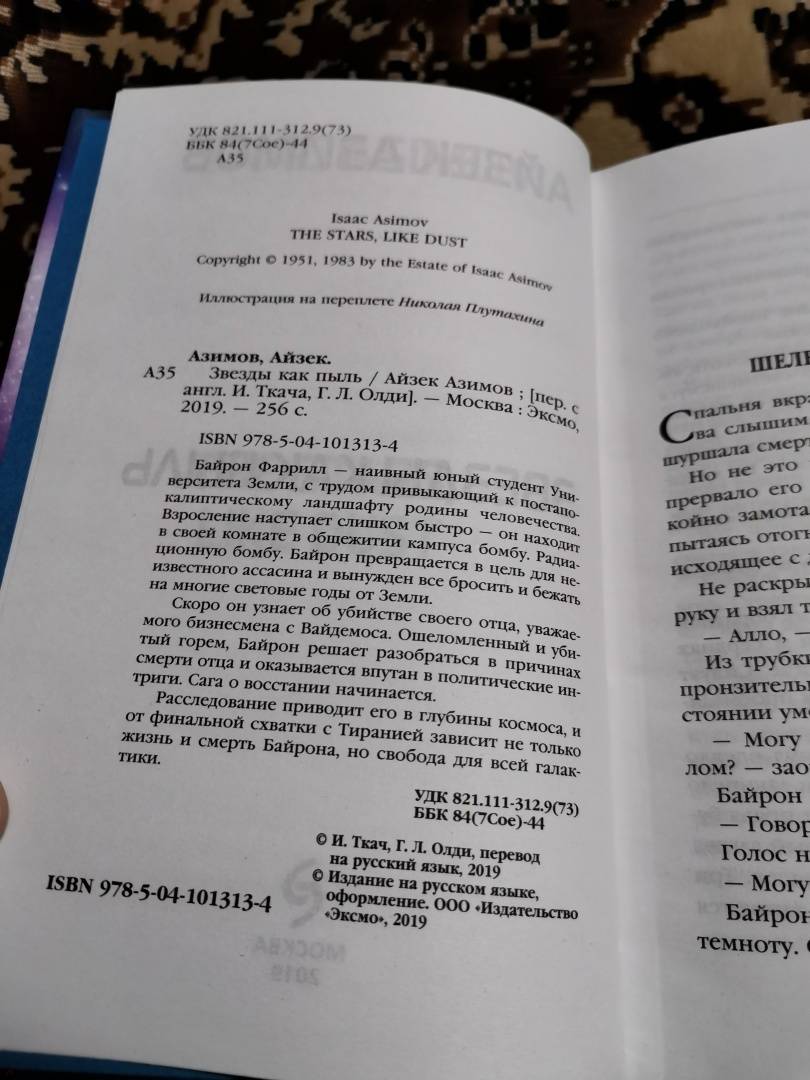 УДК 821.111-312.9(73)
ББК 84(7Сое)-44
А35
Isaac Asimov
THE STARS, LIKE DUST
Copyright © 1951, 1983 by the Estate of Isaac Asimov
Иллюстрация на переплете Николая Плутахина
Азимов, Айзек.
А35 Звезды как пыль / Айзек Азимов ; [пер. с
англ. И. Ткача, Г. Л. Олди]. — Москва : Эксмо,
2019. — 256 с.
ISBN 978-5-04-101313-4
Байрон Фаррилл — наивный юный студент Уни-
верситета Земли, с трудом привыкающий к постапо-
калиптическому ландшафту родины человечества.
Взросление наступает слишком быстро — он находит
в своей комнате в общежитии кампуса бомбу. Радиа-
ционную бомбу. Байрон превращается в цель для не-
известного ассасина и вынужден все бросить и бежать
на многие световые годы от Земли.
Скоро он узнает об убийстве своего отца, уважае-
мого бизнесмена с Вайдемоса. Ошеломленный и уби-
тый горем, Байрон решает разобраться в причинах
смерти отца и оказывается впутан в политические ин-
триги. Сага о восстании начинается.
Расследование приводит его в глубины космоса, и
от финальной схватки с Тиранией зависит не только
жизнь и смерть Байрона, но свобода для всей галак-
тики.
УДК 821.111-312.9(73)
ББК 84(7Сое)-44
© И. Ткач, Г. Л. Олди, перевод
на русский язык, 2019
© Издание на русском языке,
оформление. ООО «Издательство
«Эксмо», 2019
ISBN 978-5-04-101313-4
МОСКВА
2019
ШЕЛЕ
Спальня вкра
ва слышим
шуршала смерт
Но не это
прервало его
койно замота
пытаясь отогн
исходящее с д
Не раскры
руку и взял т
— Алло, —
Из трубки
пронзительн
стоянии уме
— Могу
лом? — заор
Байрон
— Говор
Голос н
— Могу
Байрон
темноту.